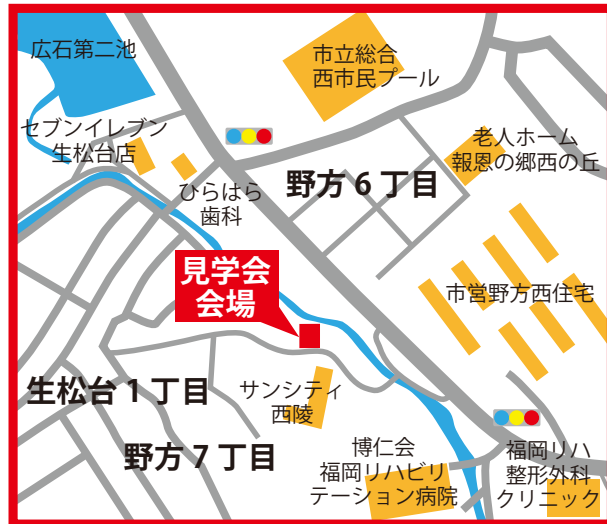 広石第二池
市立総合
西市民プール
セブンイレブン
生松台店
老人ホーム
報恩の郷西の丘
ひらはら
歯科
野方6丁目
見学会
会場
市営野方西住宅
生松台1丁目
サンシティ
西陵
野方7丁目
博仁会
福岡リハビリ
テーション病院
福岡リハ
整形外科
クリニック